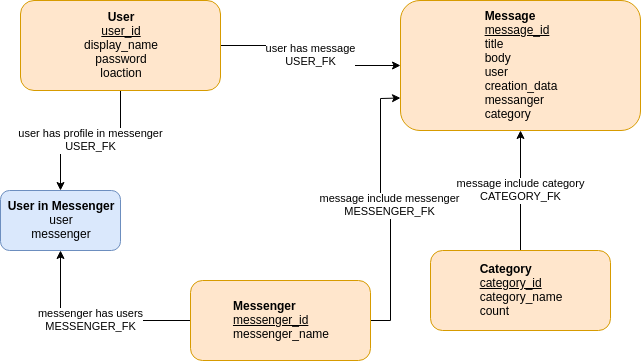 User
user_id
display_name
password
loaction
user has message
USER_FK
Message
message_id
title
body
user
creation_data
messanger
category
user has profile in messenger
USER_FK
User in Messenger
user
messenger
message include messenger
MESSENGER_FK
message include category
CATEGORY_FK
messenger has users
MESSENGER_FK
Messenger
messenger_id
messenger_name
Category
category_id
category_name
count